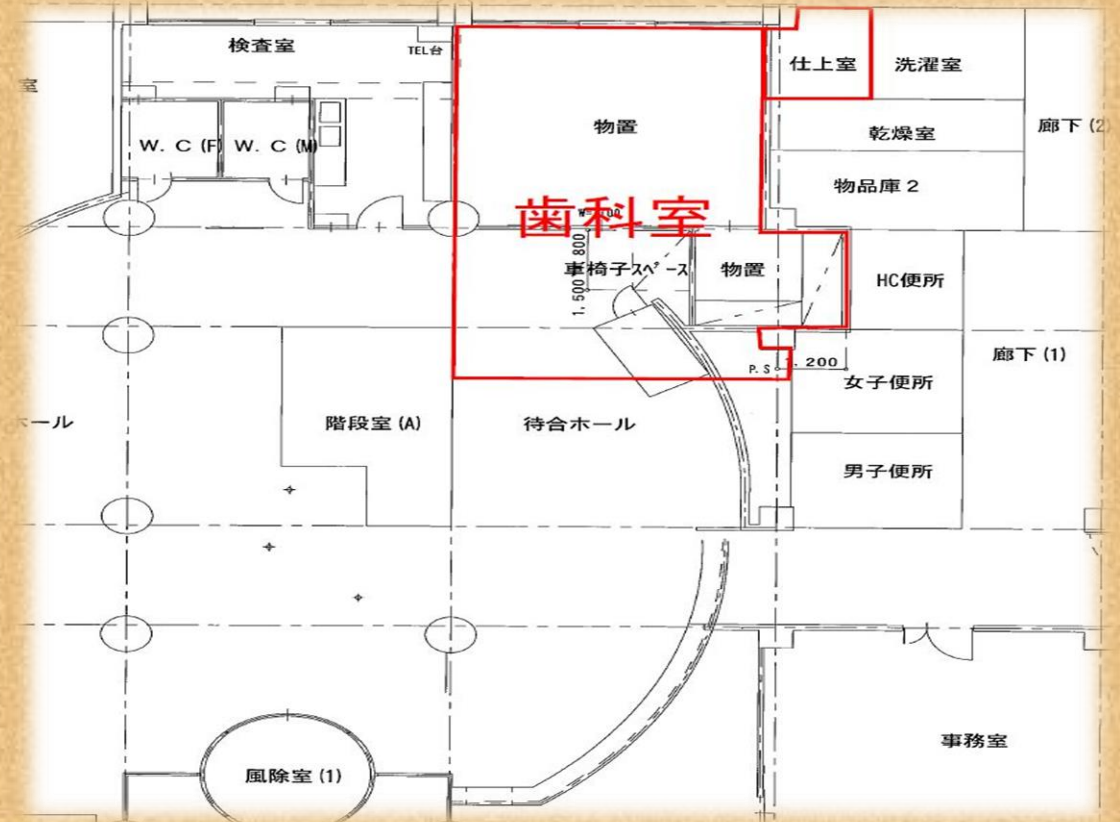 検査室
TEL台
仕上室
洗濯室
室
物置
乾燥室
廊下(2
W.C(F)
W.C(M)
物品庫2
歯科室
800
1,500
車椅子スペース
物置
HC便所
廊下(1)
P.S
.200
女子便所
ホール
階段室(A)
待合ホール
男子便所
事務室
風除室(1)